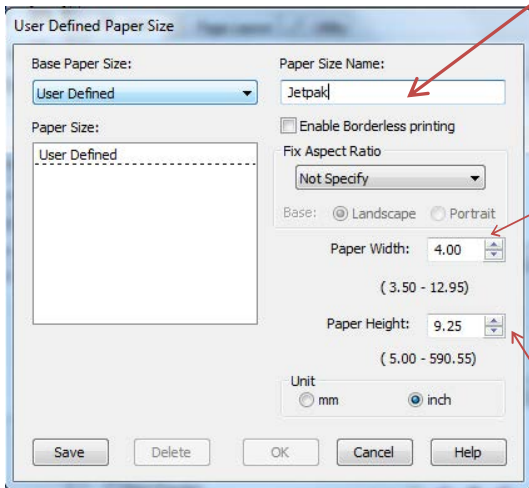 User Defined Paper Size
Base Paper Size:
User Defined
Paper Size:
User Defined
Paper Size Name:
Jetpak
Enable Borderless printing
Fix Aspect Ratio
Not Specify
Base: Landscape Portrait
Paper Width: 4.00
( 3.50 - 12.95)
Paper Height: 9.25
( 5.00 - 590.55)
Unit
mm inch
Save Delete OK Cancel Help